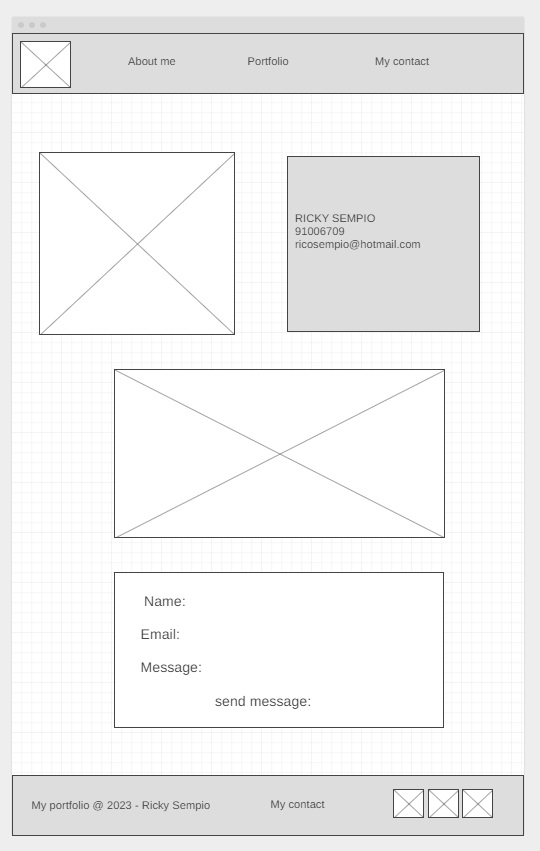 About me
Portfolio
My contact
RICKY SEMPIO
91006709
ricosempio@hotmail.com
Name:
Email:
Message:
send message:
My portfolio @ 2023 - Ricky Sempio
My contact